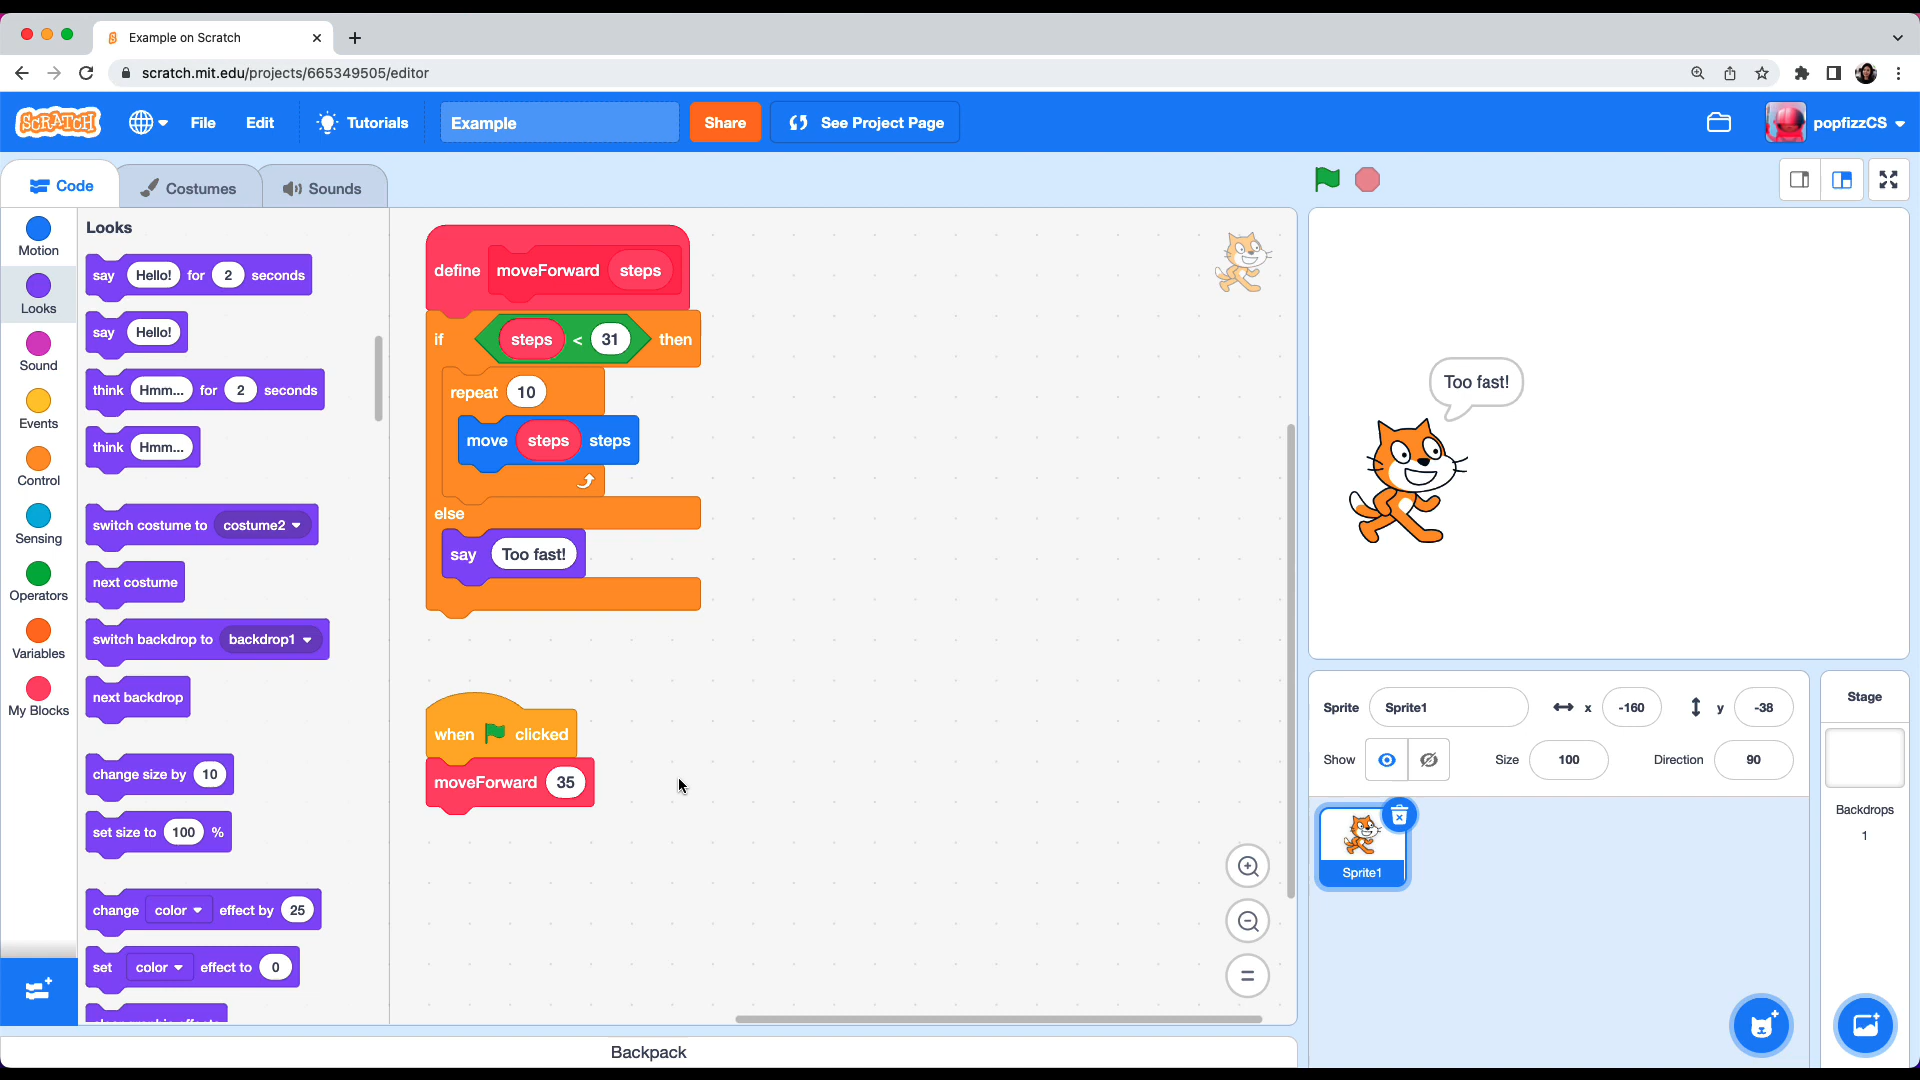 Example on Scratch
scratch.mit.edu/projects/665349505/editor
SCRATCH File Edit Tutorials Example Share See Project Page popfizzCS
Code Costumes Sounds
Motion
Looks
Sound
Events
Control
Sensing
Operators
Variables
My Blocks
Looks
say Hello! for 2 seconds
say Hello!
think Hmm... for 2 seconds
think Hmm...
switch costume to costume2
next costume
switch backdrop to backdrop1
next backdrop
change size by 10
set size to 100 %
change color effect by 25
set color effect to 0
define moveForward steps
if steps < 31 then
repeat 10
move steps steps
else
say Too fast!
when clicked
moveForward 35
Backpack
Too fast!
Sprite Sprite1 x -160 y -38
Show Size 100 Direction 90
Sprite1
Stage
Backdrops
1